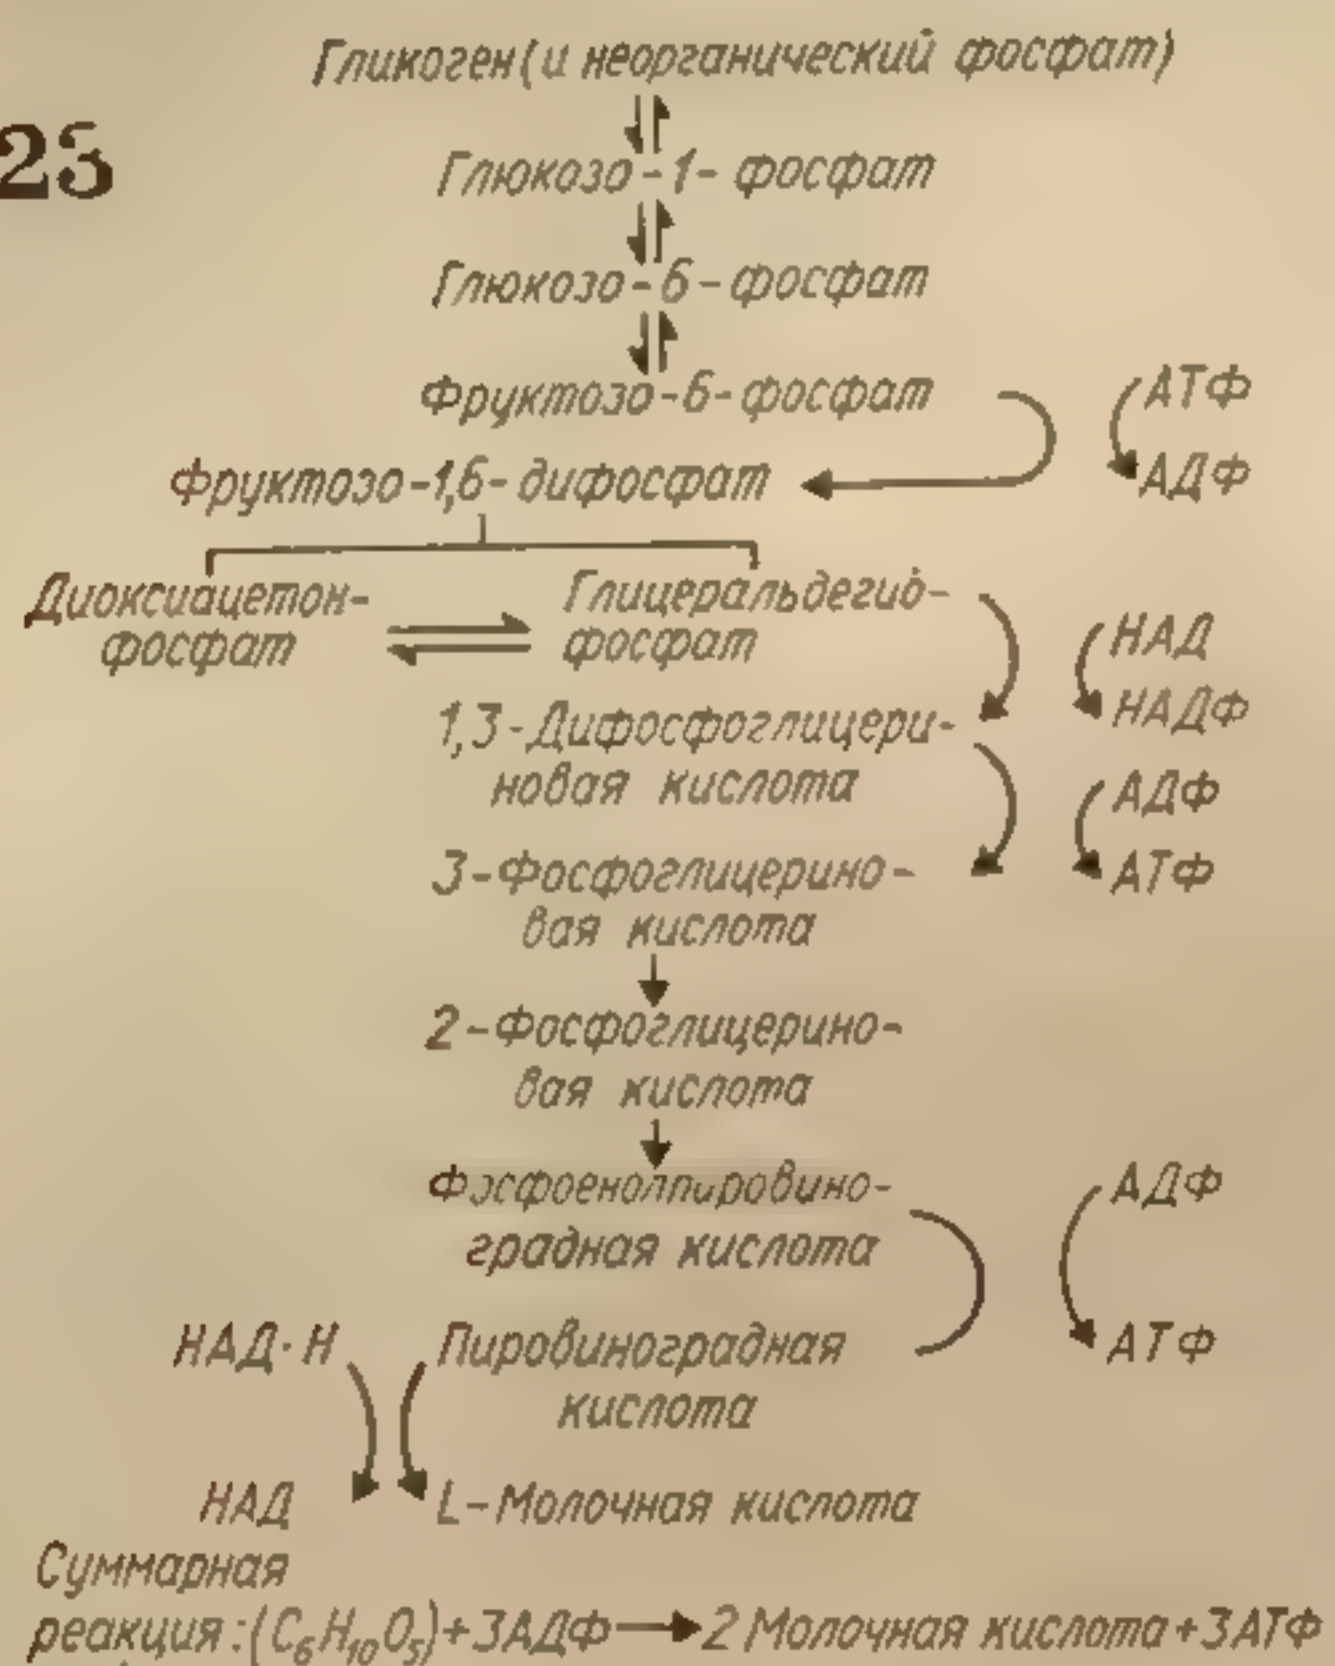 Гликоген (и неорганический фосфат)
25
Глюкозо-1-фосфат
Глюкозо-6-фосфат
Фруктозо-6-фосфат
АТФ
АДФ
Фруктозо-1,6-дифосфат
Диоксиацетон-
фосфат
Глицеральдегид-
фосфат
НАД
НАДФ
1,3-Дифосфоглицери-
новая кислота
АДФ
АТФ
3-Фосфоглицерино-
вая кислота
2-Фосфоглицерино-
вая кислота
Фосфоенолпировино-
градная кислота
АДФ
АТФ
НАД·Н
Пировиноградная
кислота
НАД
L-Молочная кислота
Суммарная
реакция:(C₆H₁₀O₅)+3АДФ→2 Молочная кислота+3АТФ